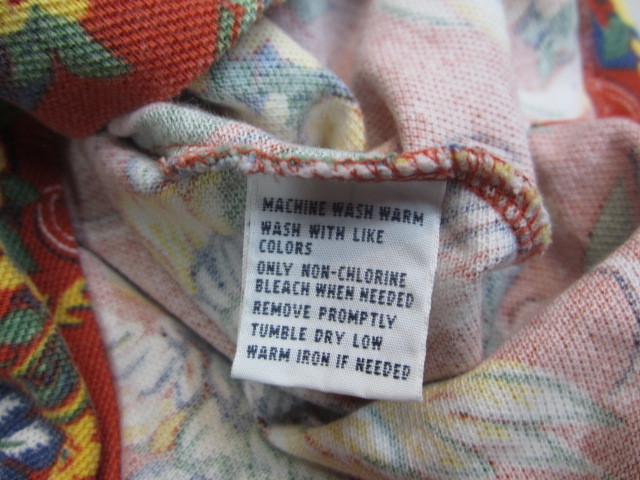 MACHINE WASH WARM
WASH WITH LIKE
COLORS
ONLY NON-CHLORINE
BLEACH WHEN NEEDED
REMOVE PROMPTLY
TUMBLE DRY LOW
WARM IRON IF NEEDED